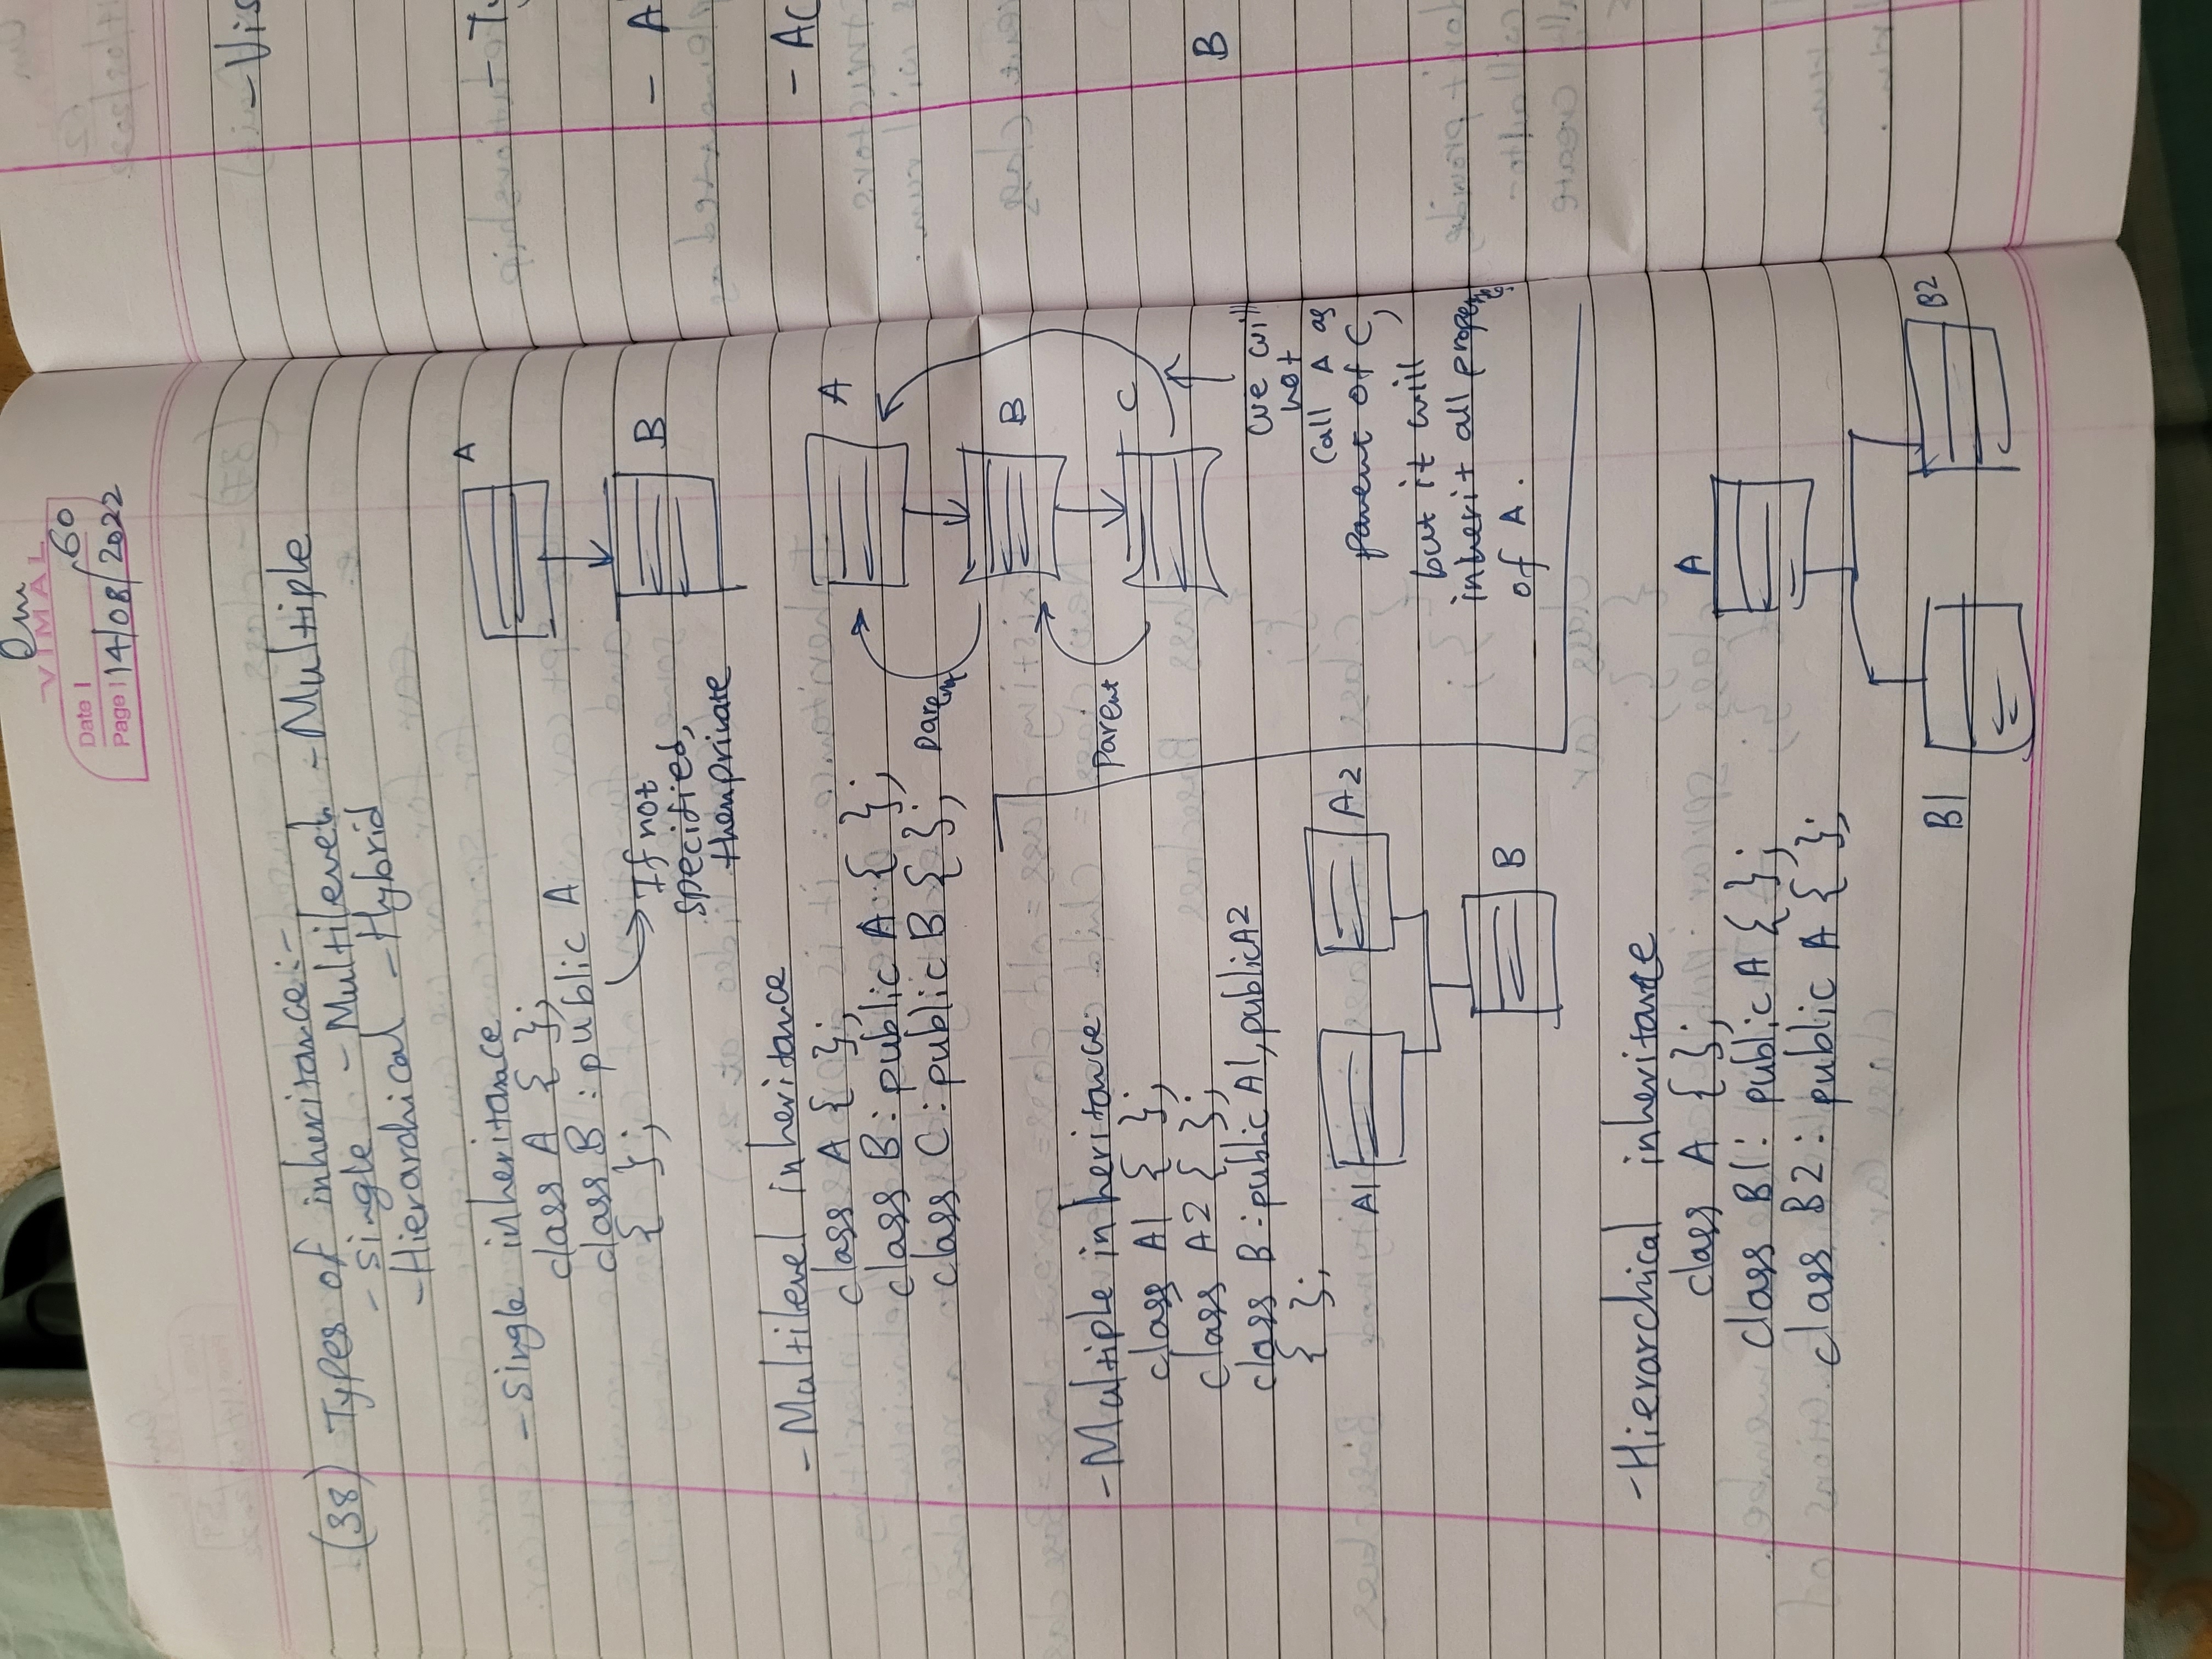 Om
VIMAL
Date | 60
Page | 14/08/2022
(38) Types of inheritance:-
- Single - Multilevel - Multiple
- Hierarchical - Hybrid
- Single inheritance
class A { };
class B : public A
{ };
If not
specified,
then private
A
B
- Multilevel inheritance
class A { };
class B : public A { };
class C : public B { };
A
Parent
B
Parent
C
we will
not
call A as
parent of C,
but it will
inherit all properties
of A.
- Multiple inheritance
class A1 { };
class A2 { };
class B : public A1, public A2
{ };
A1
A2
B
- Hierarchical inheritance
class A { };
class B1 : public A { };
class B2 : public A { };
A
B1
B2
- Vis
- Ty
- A
- AC
B